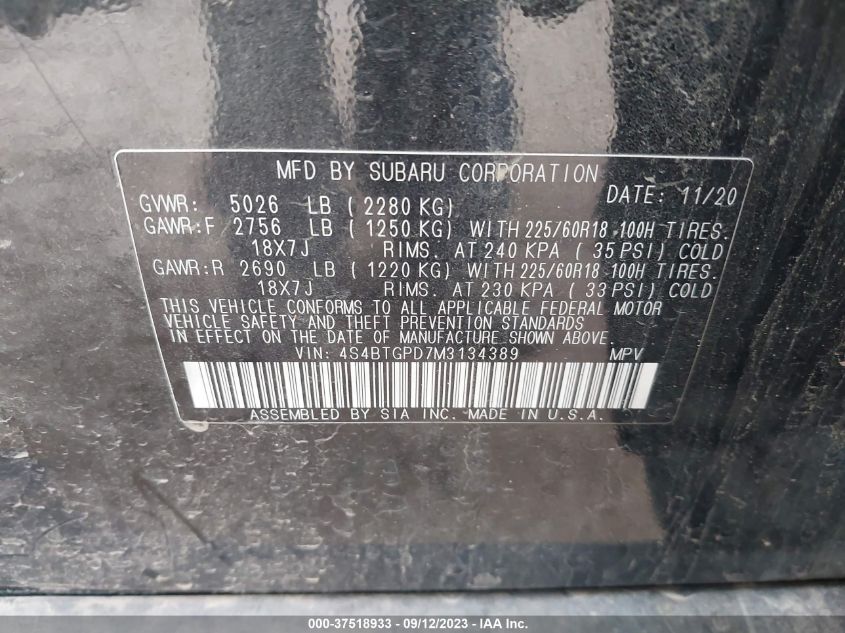 MFD BY SUBARU CORPORATION
DATE: 11/20
GVWR: 5026 LB ( 2280 KG)
GAWR:F 2756 LB ( 1250 KG) WITH 225/60R18 100H TIRES.
18X7J RIMS. AT 240 KPA ( 35 PSI) COLD
GAWR:R 2690 LB ( 1220 KG) WITH 225/60R18 100H TIRES.
18X7J RIMS. AT 230 KPA ( 33 PSI) COLD
THIS VEHICLE CONFORMS TO ALL APPLICABLE FEDERAL MOTOR
VEHICLE SAFETY AND THEFT PREVENTION STANDARDS
IN EFFECT ON THE DATE OF MANUFACTURE SHOWN ABOVE.
VIN: 4S4BTGPD7M3134389 MPV
ASSEMBLED BY SIA INC. MADE IN U.S.A.
000-37518933 - 09/12/2023 - IAAI.com